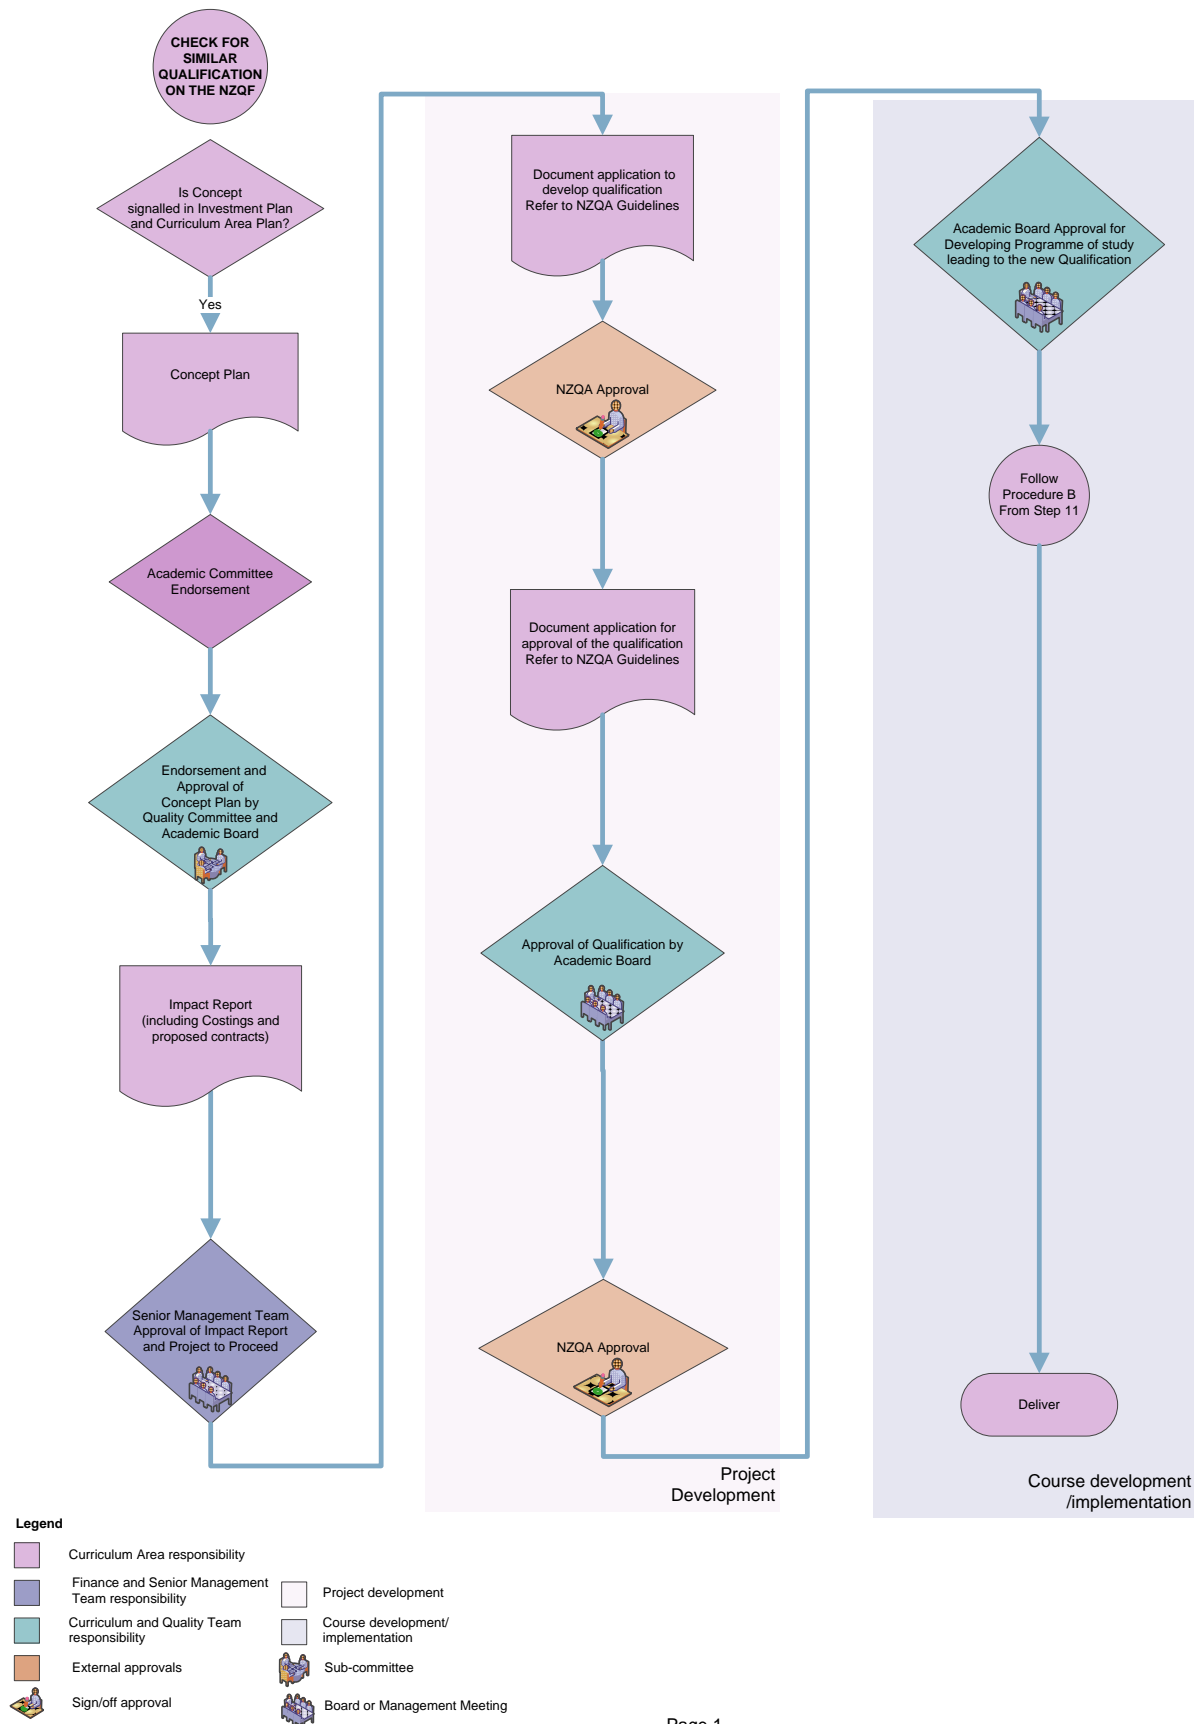 CHECK FOR
SIMILAR
QUALIFICATION
ON THE NZQF
Is Concept
signalled in Investment Plan
and Curriculum Area Plan?
Yes
Concept Plan
Academic Committee
Endorsement
Endorsement and
Approval of
Concept Plan by
Quality Committee and
Academic Board
Impact Report
(including Costings and
proposed contracts)
Senior Management Team
Approval of Impact Report
and Project to Proceed
Document application to
develop qualification
Refer to NZQA Guidelines
NZQA Approval
Document application for
approval of the qualification
Refer to NZQA Guidelines
Approval of Qualification by
Academic Board
NZQA Approval
Project
Development
Academic Board Approval for
Developing Programme of study
leading to the new Qualification
Follow
Procedure B
From Step 11
Deliver
Course development
/implementation
Legend
Curriculum Area responsibility
Finance and Senior Management
Team responsibility
Curriculum and Quality Team
responsibility
External approvals
Sign/off approval
Project development
Course development/
implementation
Sub-committee
Board or Management Meeting
Page 1